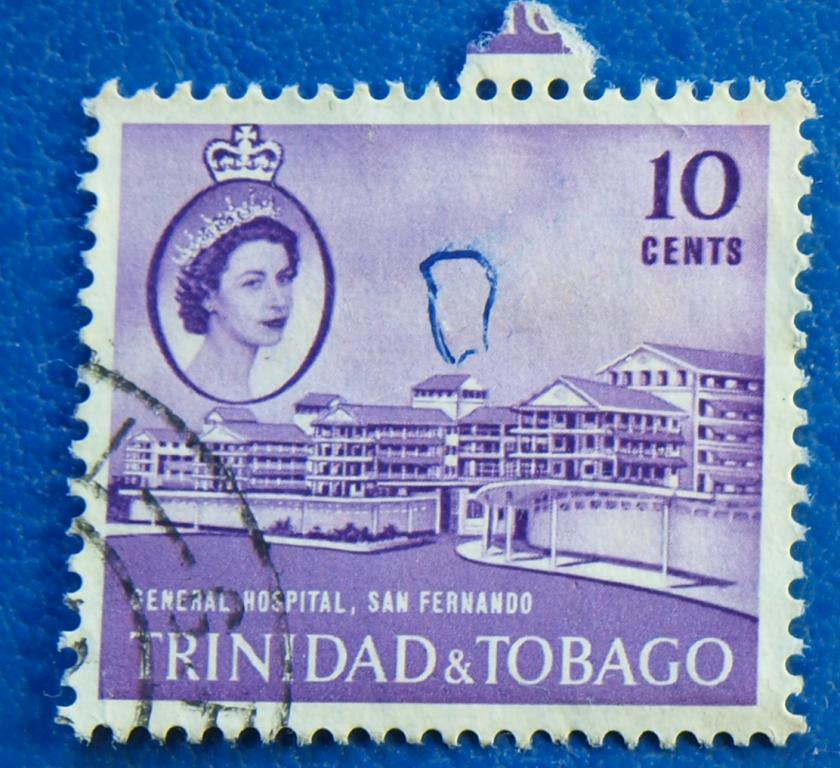 10
CENTS
GENERAL HOSPITAL, SAN FERNANDO
TRINIDAD & TOBAGO